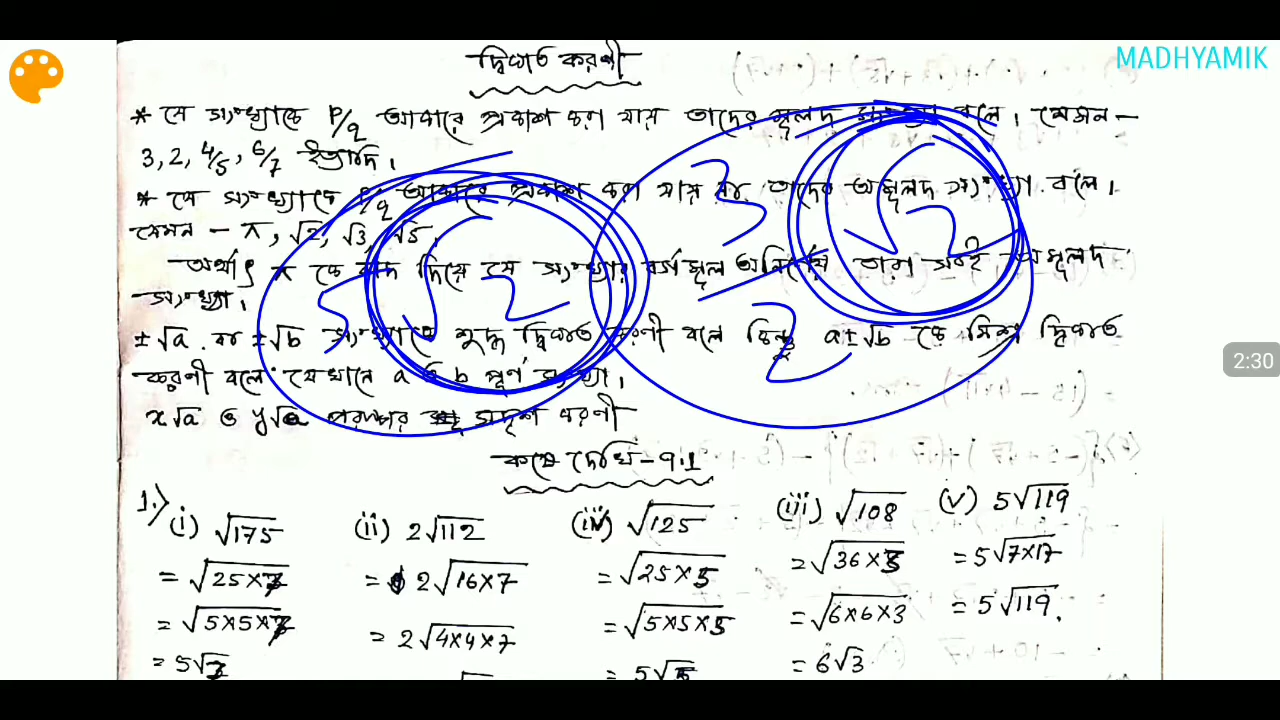 MADHYAMIK
দ্বিঘাত করণী
* যে সংখ্যাকে P/q আকারে প্রকাশ করা যায় তাদের মূলদ বলে। যেমন –
3, 2, 4/5, 6/7 ইত্যাদি।
* যে সংখ্যাকে P/q আকারে প্রকাশ করা যায় না তাদের অমূলদ সংখ্যা বলে।
যেমন – π, √2, √3, √5,
অর্থাৎ π কে বাদ দিয়ে যে সংখ্যার বর্গমূল অনির্ণেয় তারা সবই অমূলদ
সংখ্যা।
±√a বা ±√b সংখ্যাকে শুদ্ধ দ্বিঘাত করণী বলে কিন্তু a±√b কে মিশ্র দ্বিঘাত
করণী বলে যেখানে a ও b পূর্ণ সংখ্যা।
x√a ও y√a পরস্পর সদৃশ করণী
5√2
3√2
3
2:30
কষে দেখি – 9.1
1.> (i) √175 (ii) 2√112 (iv) √125 (iii) √108 (v) 5√119
= √25×7 = 2√16×7 = √25×5 = √36×3 = 5√7×17
= √5×5×7 = 2√4×4×7 = √5×5×5 = √6×6×3 = 5√119.
= 5√7 = 5√5 = 6√3